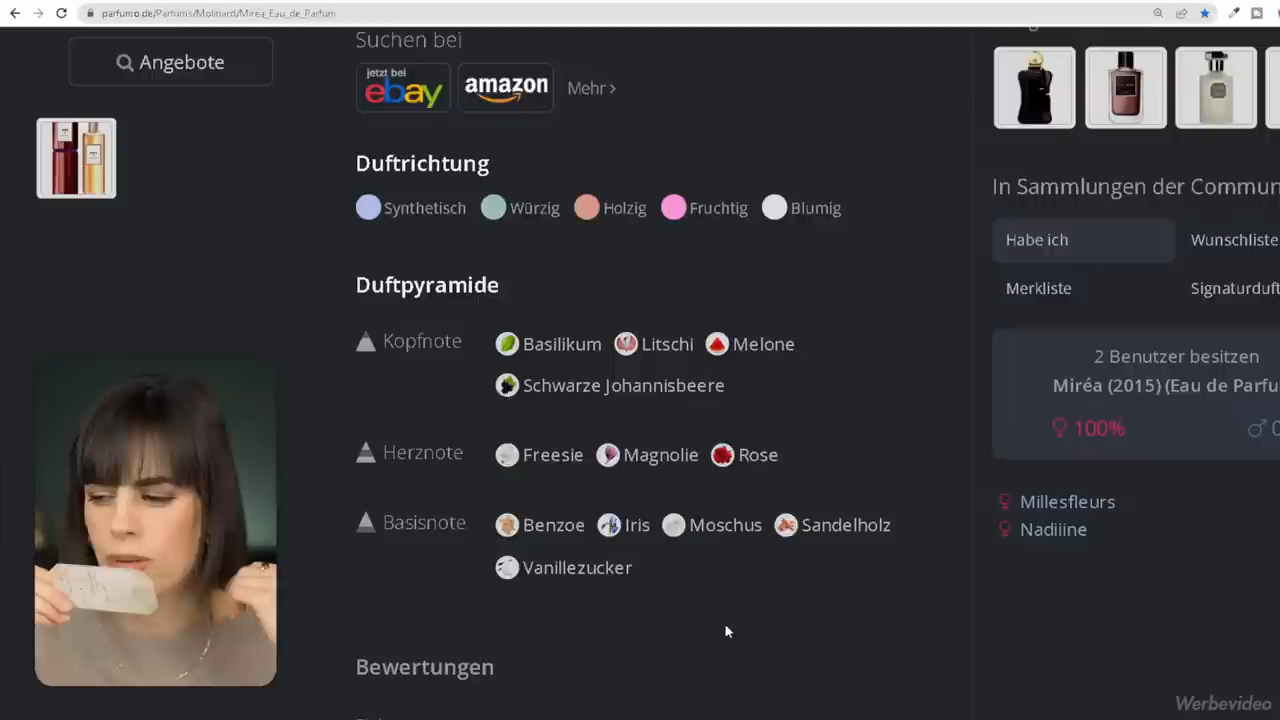 parfumo.de/Parfums/Molinard/Mirea_Eau_de_Parfum
Angebote
Suchen bei
jetzt bei
ebay
amazon
Mehr
Duftrichtung
Synthetisch Würzig Holzig Fruchtig Blumig
Duftpyramide
Kopfnote
Basilikum Litschi Melone
Schwarze Johannisbeere
Herznote
Freesie Magnolie Rose
Basisnote
Benzoe Iris Moschus Sandelholz
Vanillezucker
Bewertungen
In Sammlungen der Commun
Habe ich Wunschliste
Merkliste Signaturduft
2 Benutzer besitzen
Miréa (2015) (Eau de Parfu
♀ 100% ♂ 0
♀ Millesfleurs
♀ Nadiiine
Werbevideo